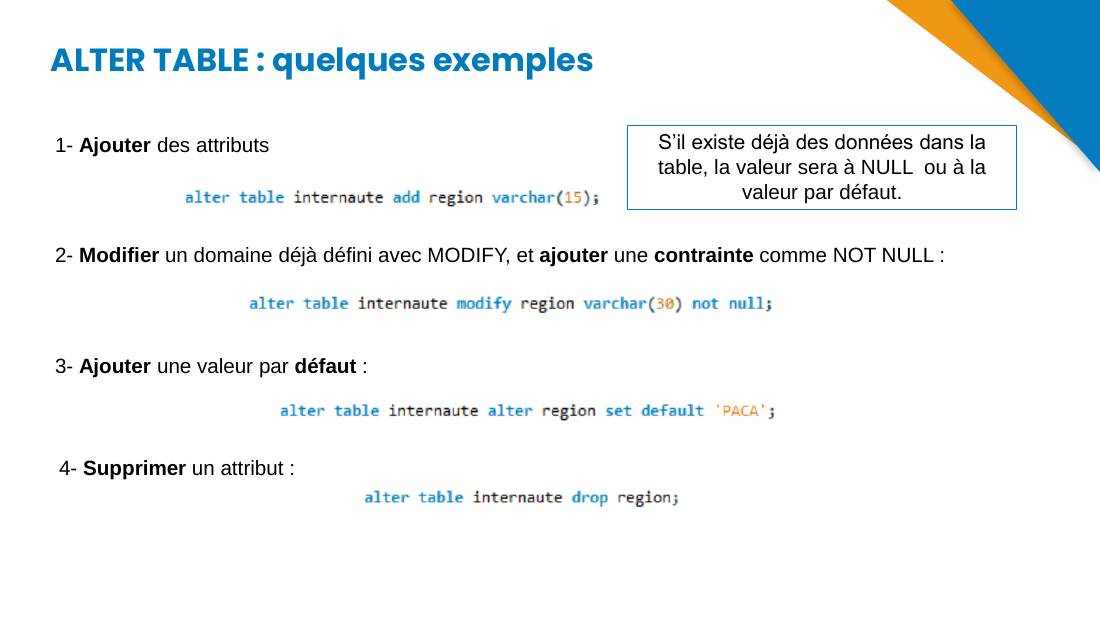 ALTER TABLE : quelques exemples
1- Ajouter des attributs
S’il existe déjà des données dans la
table, la valeur sera à NULL  ou à la
valeur par défaut.
alter table internaute add region varchar(15);
2- Modifier un domaine déjà défini avec MODIFY, et ajouter une contrainte comme NOT NULL :
alter table internaute modify region varchar(30) not null;
3- Ajouter une valeur par défaut :
alter table internaute alter region set default 'PACA';
4- Supprimer un attribut :
alter table internaute drop region;